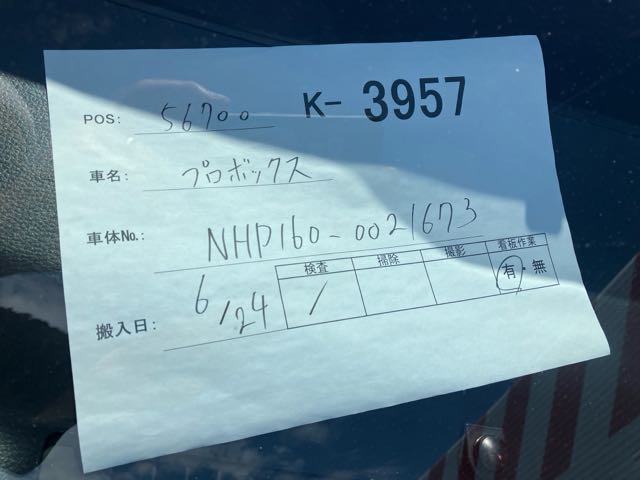 POS: 56700 K- 3957
車名: プロボックス
車体No.: NHP160-0021673
検査 掃除 撮影 看板作業
搬入日: 6/24 / 有・無